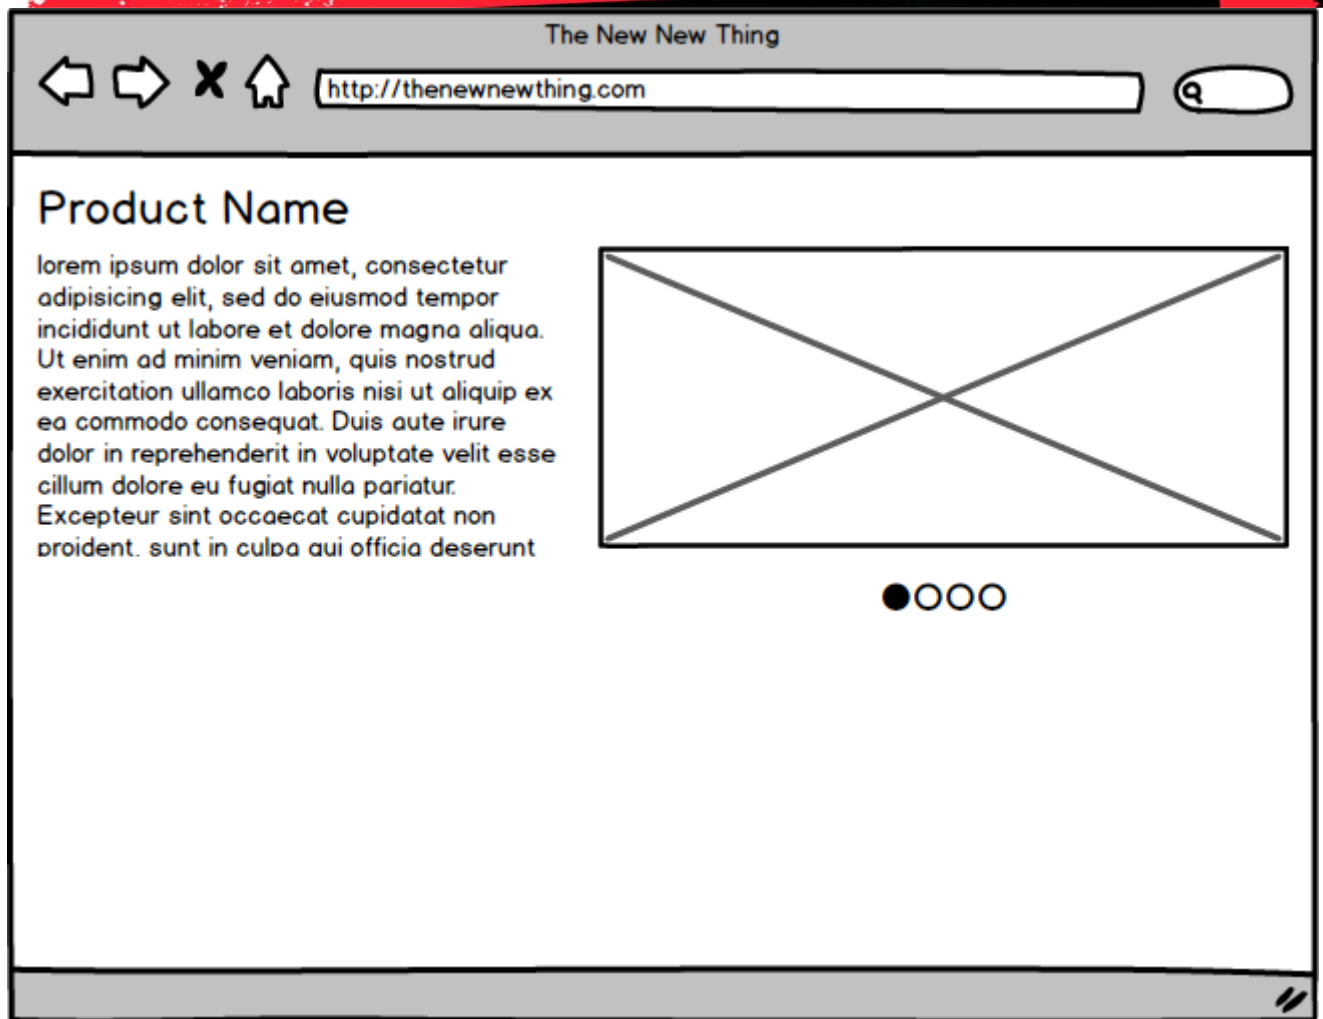 The New New Thing
http://thenewnewthing.com
Product Name
lorem ipsum dolor sit amet, consectetur
adipisicing elit, sed do eiusmod tempor
incididunt ut labore et dolore magna aliqua.
Ut enim ad minim veniam, quis nostrud
exercitation ullamco laboris nisi ut aliquip ex
ea commodo consequat. Duis aute irure
dolor in reprehenderit in voluptate velit esse
cillum dolore eu fugiat nulla pariatur.
Excepteur sint occaecat cupidatat non
proident, sunt in culpa qui officia deserunt